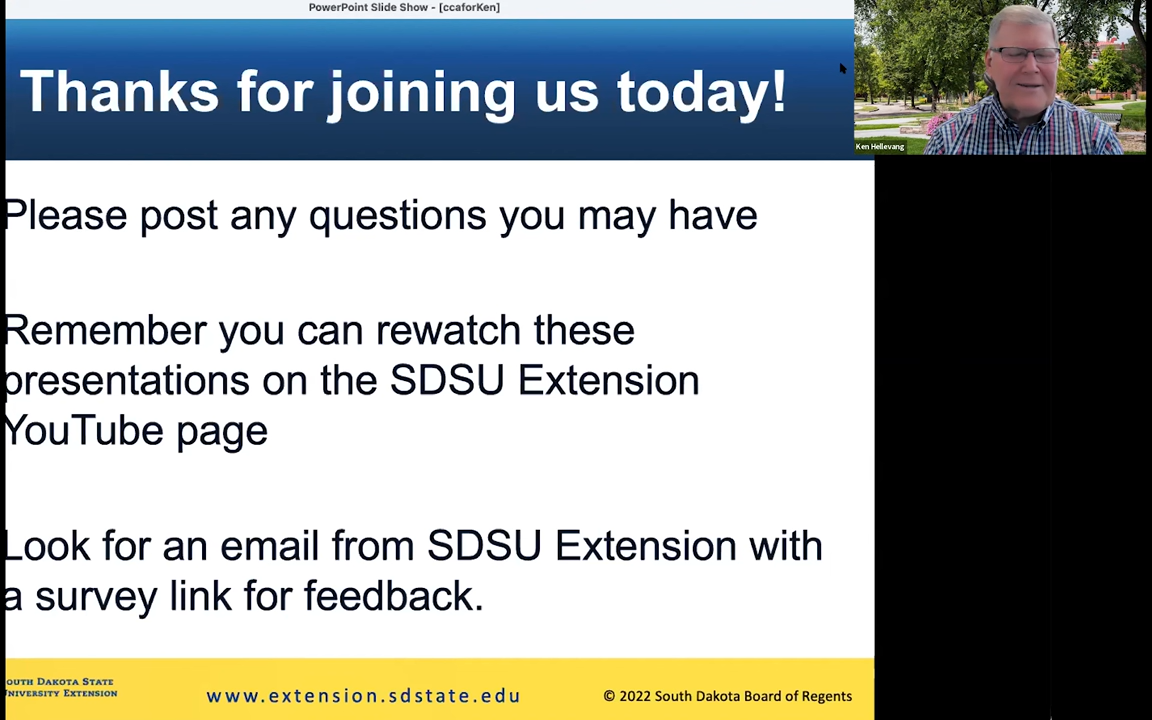 PowerPoint Slide Show - [ccaforKen]
Thanks for joining us today!
Ken Hellevang
Please post any questions you may have
Remember you can rewatch these
presentations on the SDSU Extension
YouTube page
Look for an email from SDSU Extension with
a survey link for feedback.
OUTH DAKOTA STATE
UNIVERSITY EXTENSION
www.extension.sdstate.edu
© 2022 South Dakota Board of Regents